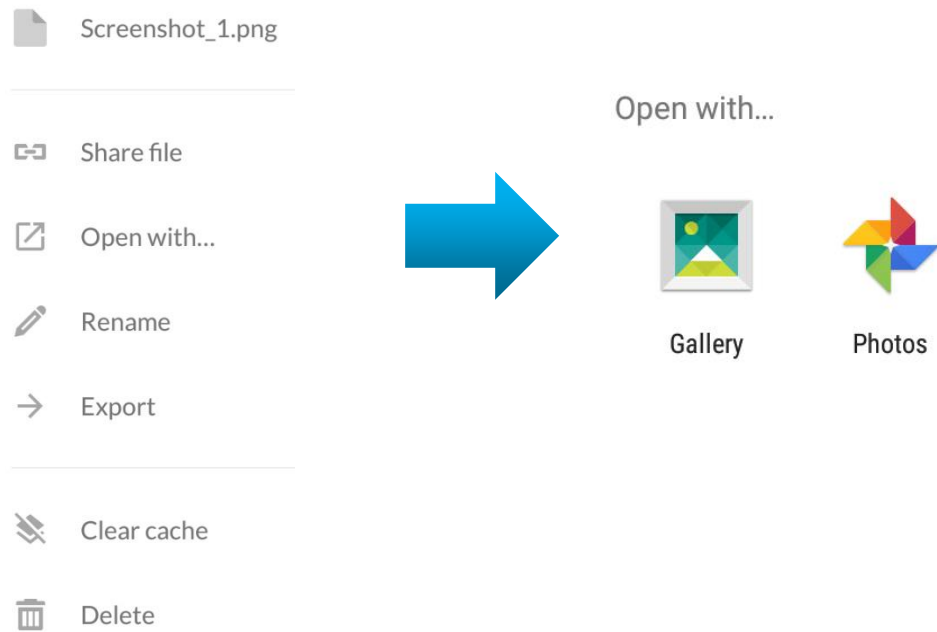 Screenshot_1.png
Share file
Open with...
Rename
Export
Clear cache
Delete
Open with...
Gallery
Photos